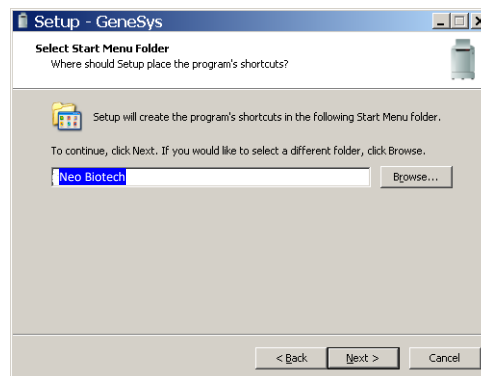 Setup - GeneSys
Select Start Menu Folder
Where should Setup place the program's shortcuts?
Setup will create the program's shortcuts in the following Start Menu folder.
To continue, click Next. If you would like to select a different folder, click Browse.
Neo Biotech
Browse...
< Back
Next >
Cancel